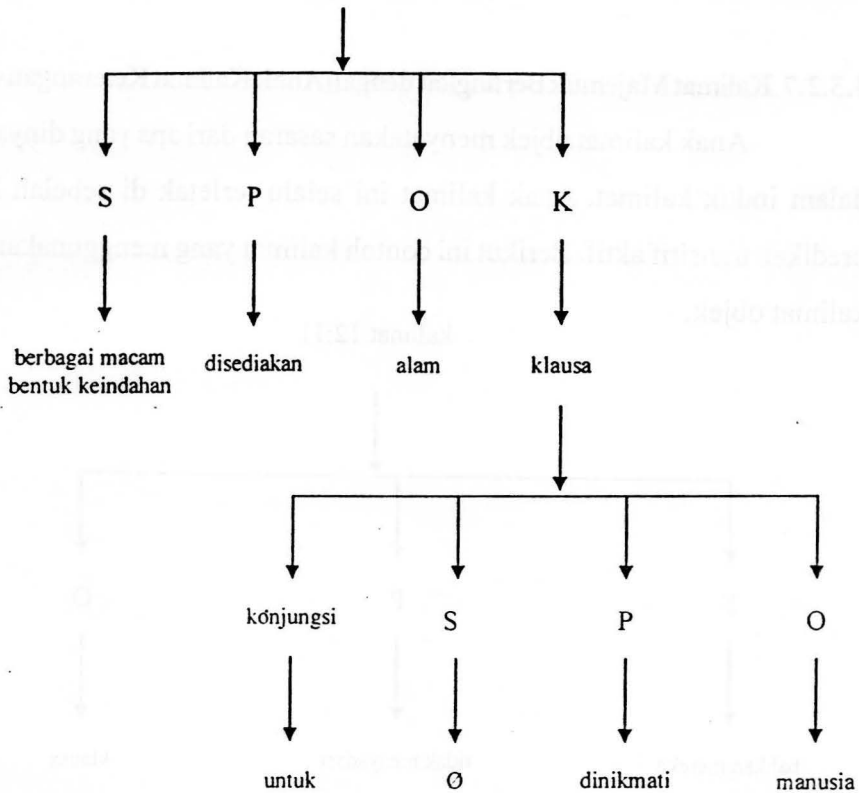 S P O K
berbagai macam
bentuk keindahan
disediakan alam klausa
konjungsi S P O
untuk Ø dinikmati manusia